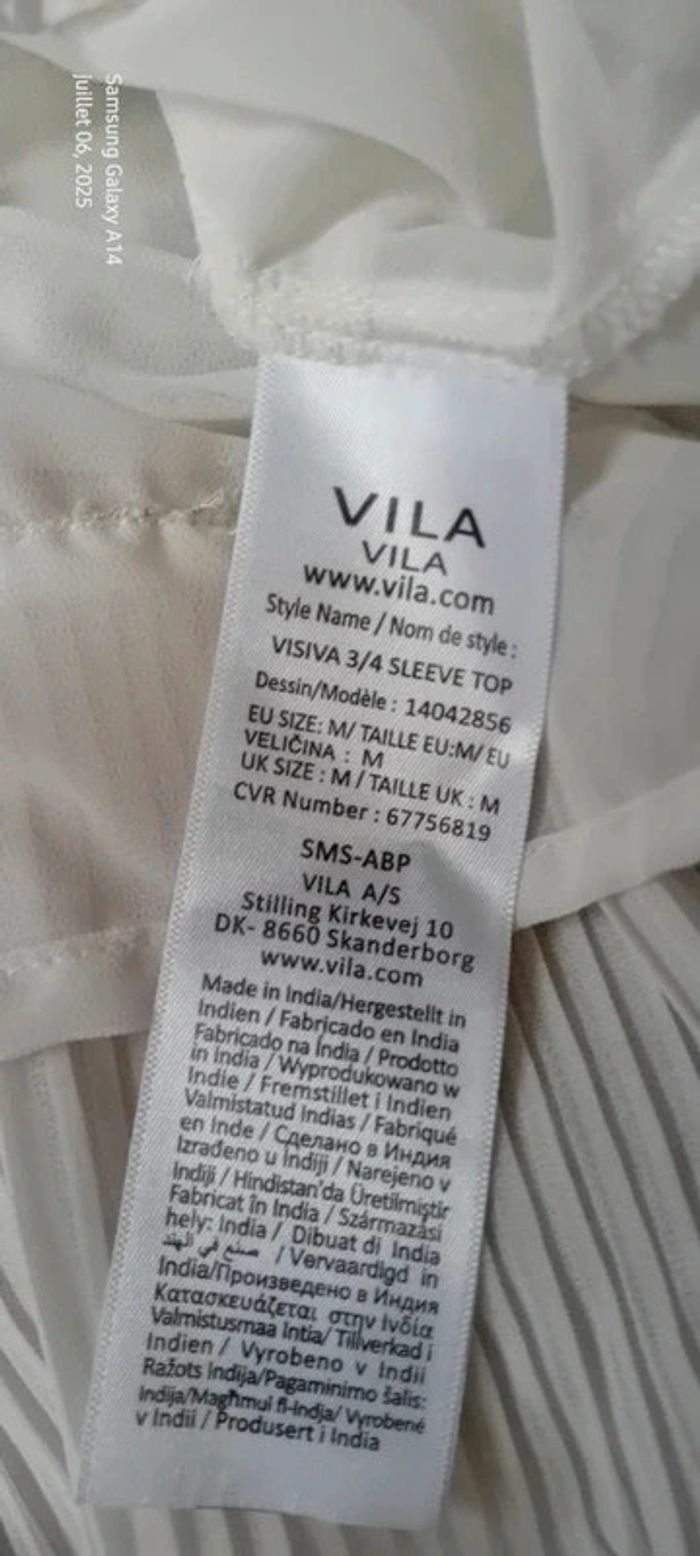 Samsung Galaxy A14
juillet 06, 2025
VILA
VILA
www.vila.com
Style Name / Nom de style :
VISIVA 3/4 SLEEVE TOP
Dessin/Modèle : 14042856
EU SIZE: M/ TAILLE EU:M/ EU
VELIČINA : M
UK SIZE : M / TAILLE UK : M
CVR Number : 67756819
SMS-ABP
VILA A/S
Stilling Kirkevej 10
DK- 8660 Skanderborg
www.vila.com
Made in India/Hergestellt in
Indien / Fabricado en India
Fabricado na Índia / Prodotto
in India / Wyprodukowano w
Indie / Fremstillet i Indien
Valmistatud Indias / Fabriqué
en Inde / Сделано в Индия
Izrađeno u Indiji / Narejeno v
Indiji / Hindistan'da Üretilmiştir
Fabricat în India / Származási
hely: India / Dibuat di India
صنع في الهند / Vervaardigd in
India/Произведено в Индия
Κατασκευάζεται στην Ινδία
Valmistusmaa Intia/ Tillverkad i
Indien / Vyrobeno v Indii
Ražots Indija/Pagaminimo šalis:
Indija/Magħmul fl-Indja/ Vyrobené
v Indii / Produsert i India